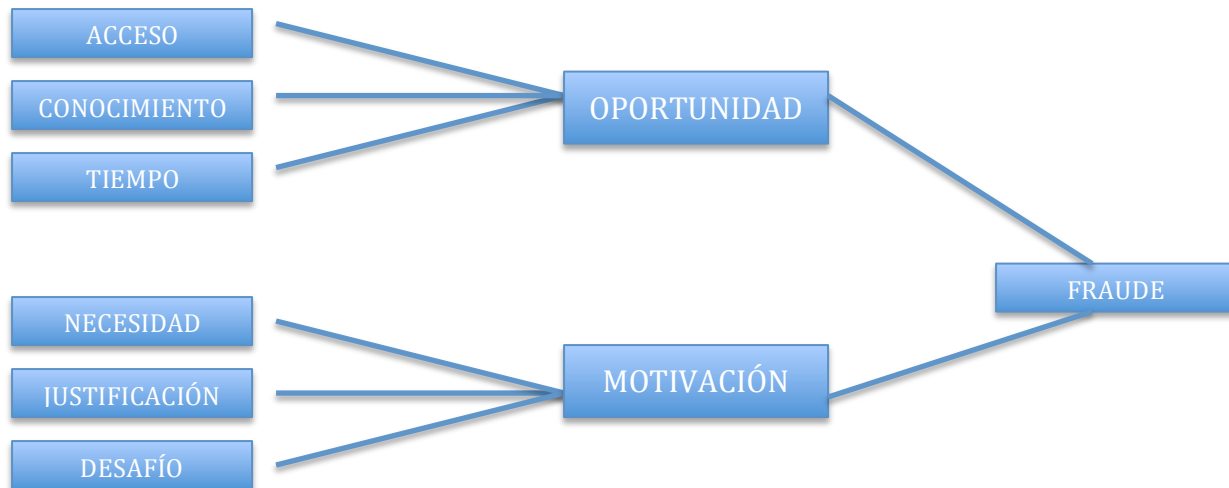 ACCESO
CONOCIMIENTO
TIEMPO
OPORTUNIDAD
NECESIDAD
JUSTIFICACIÓN
DESAFÍO
MOTIVACIÓN
FRAUDE